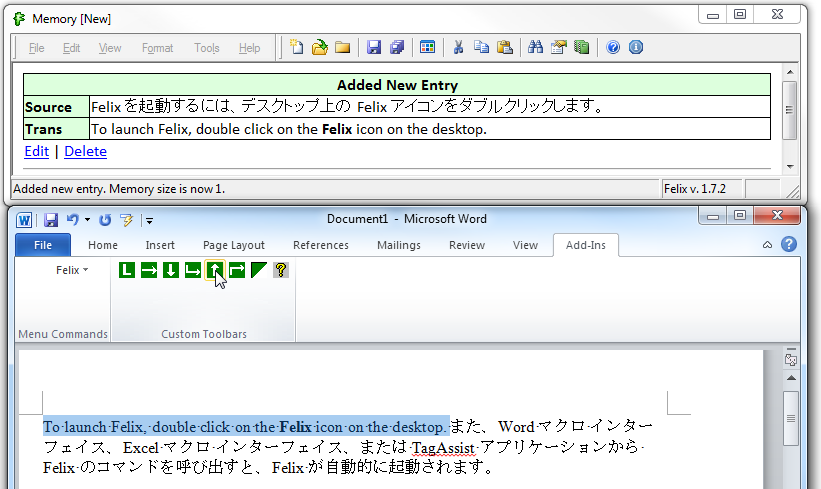 Memory [New]
File Edit View Format Tools Help
Added New Entry
Source Felix を起動するには、デスクトップ上の Felix アイコンをダブルクリックします。
Trans To launch Felix, double click on the Felix icon on the desktop.
Edit | Delete
Added new entry. Memory size is now 1. Felix v. 1.7.2
Document1 - Microsoft Word
File Home Insert Page Layout References Mailings Review View Add-Ins
Felix
Menu Commands Custom Toolbars
To launch Felix, double click on the Felix icon on the desktop. また、Word マクロ インター
フェイス、Excel マクロ インターフェイス、または TagAssist アプリケーションから
Felix のコマンドを呼び出すと、Felix が自動的に起動されます。